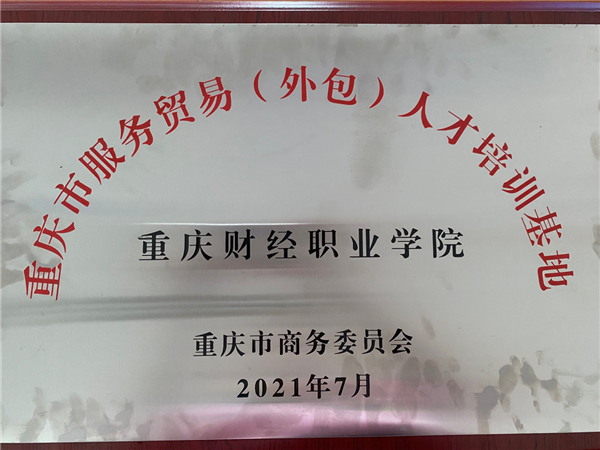 重庆市服务贸易（外包）人才培训基地
重庆财经职业学院
重庆市商务委员会
2021年7月